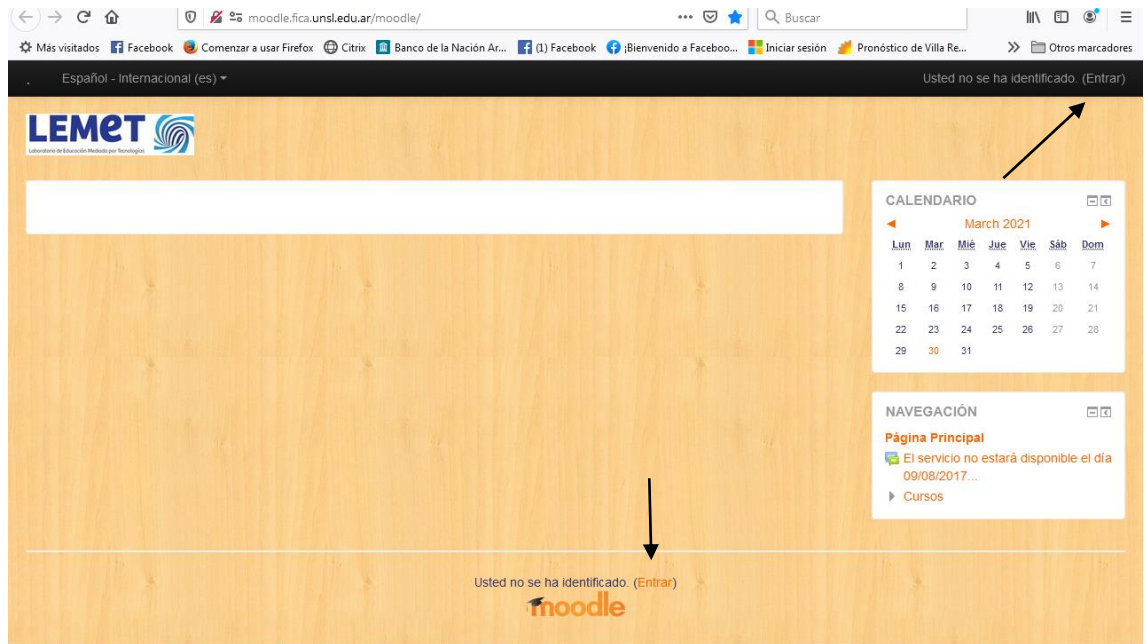 moodle.fica.unsl.edu.ar/moodle/
Buscar
Más visitados Facebook Comenzar a usar Firefox Citrix Banco de la Nación Ar... (1) Facebook ¡Bienvenido a Faceboo... Iniciar sesión Pronóstico de Villa Re... Otros marcadores
Español - Internacional (es)
Usted no se ha identificado. (Entrar)
LEMET
Laboratorio de Educación Mediada por Tecnologías
CALENDARIO
March 2021
Lun Mar Mié Jue Vie Sáb Dom
1 2 3 4 5 6 7
8 9 10 11 12 13 14
15 16 17 18 19 20 21
22 23 24 25 26 27 28
29 30 31
NAVEGACIÓN
Página Principal
El servicio no estará disponible el día
09/08/2017...
Cursos
Usted no se ha identificado. (Entrar)
moodle